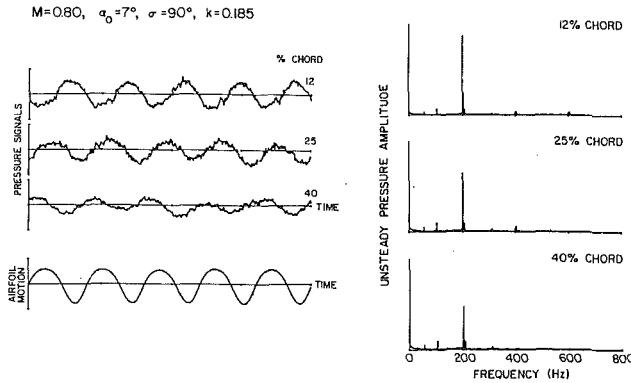 M=0.80, α₀=7°, σ=90°, k=0.185
% CHORD
12
25
40
TIME
PRESSURE SIGNALS
AIRFOIL MOTION
TIME
UNSTEADY PRESSURE AMPLITUDE
12% CHORD
25% CHORD
40% CHORD
0 200 400 600 800
FREQUENCY (Hz)